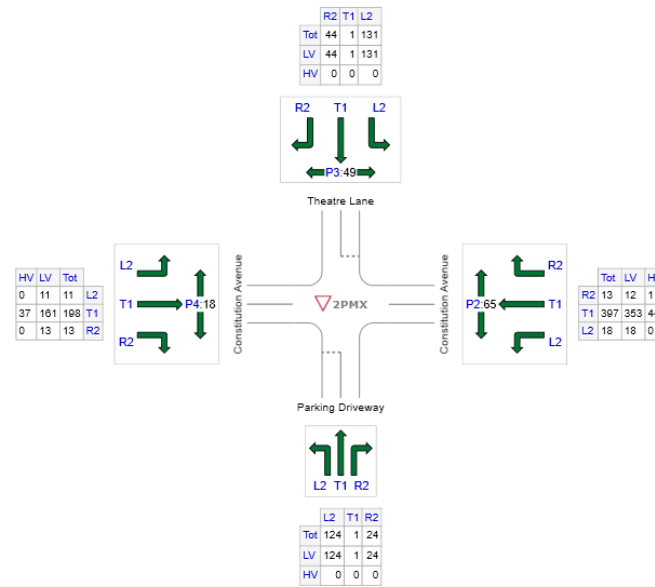 R2 T1 L2
Tot 44 1 131
LV 44 1 131
HV 0 0 0
R2 T1 L2
P3:49
Theatre Lane
HV LV Tot
0 11 11 L2
37 161 198 T1
0 13 13 R2
L2
T1 P4:18
R2
Constitution Avenue
2PMX
Constitution Avenue
R2
P2:65 T1
L2
Tot LV
R2 13 12 1
T1 397 353
L2 18 18 0
Parking Driveway
L2 T1 R2
L2 T1 R2
Tot 124 1 24
LV 124 1 24
HV 0 0 0